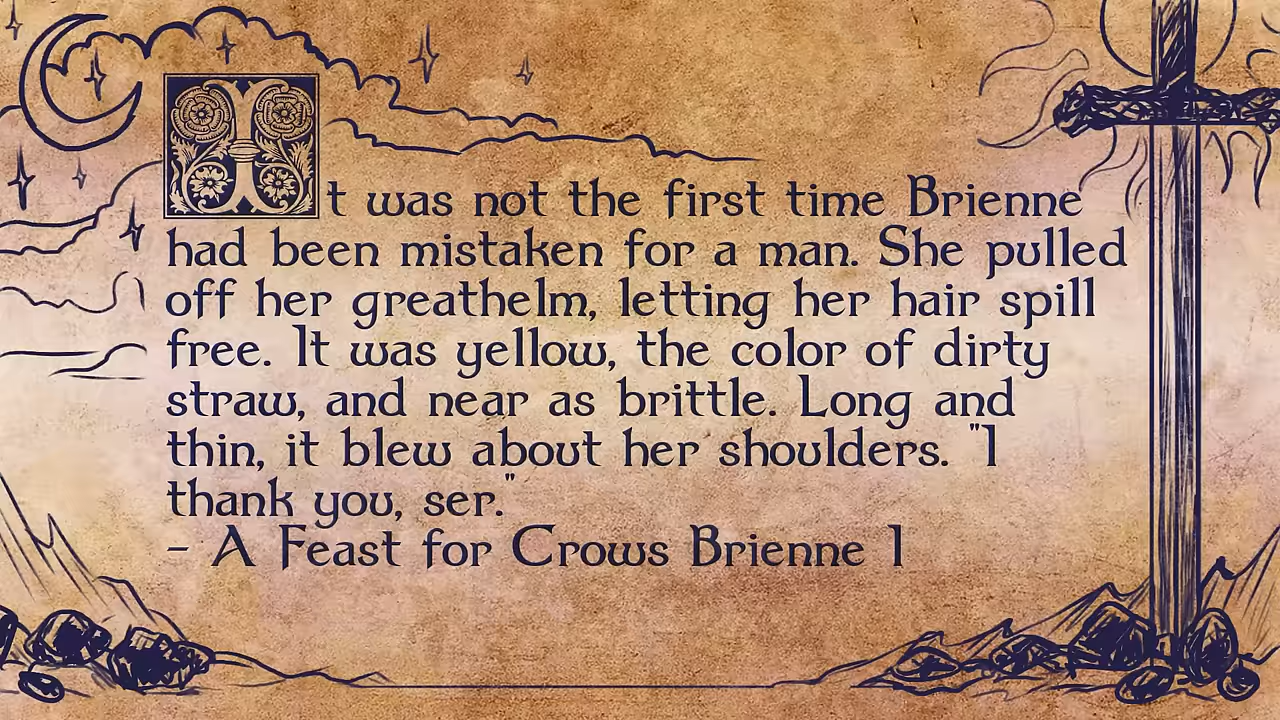 It was not the first time Brienne
had been mistaken for a man. She pulled
off her greathelm, letting her hair spill
free. It was yellow, the color of dirty
straw, and near as brittle. Long and
thin, it blew about her shoulders. "I
thank you, ser."
- A Feast for Crows Brienne I